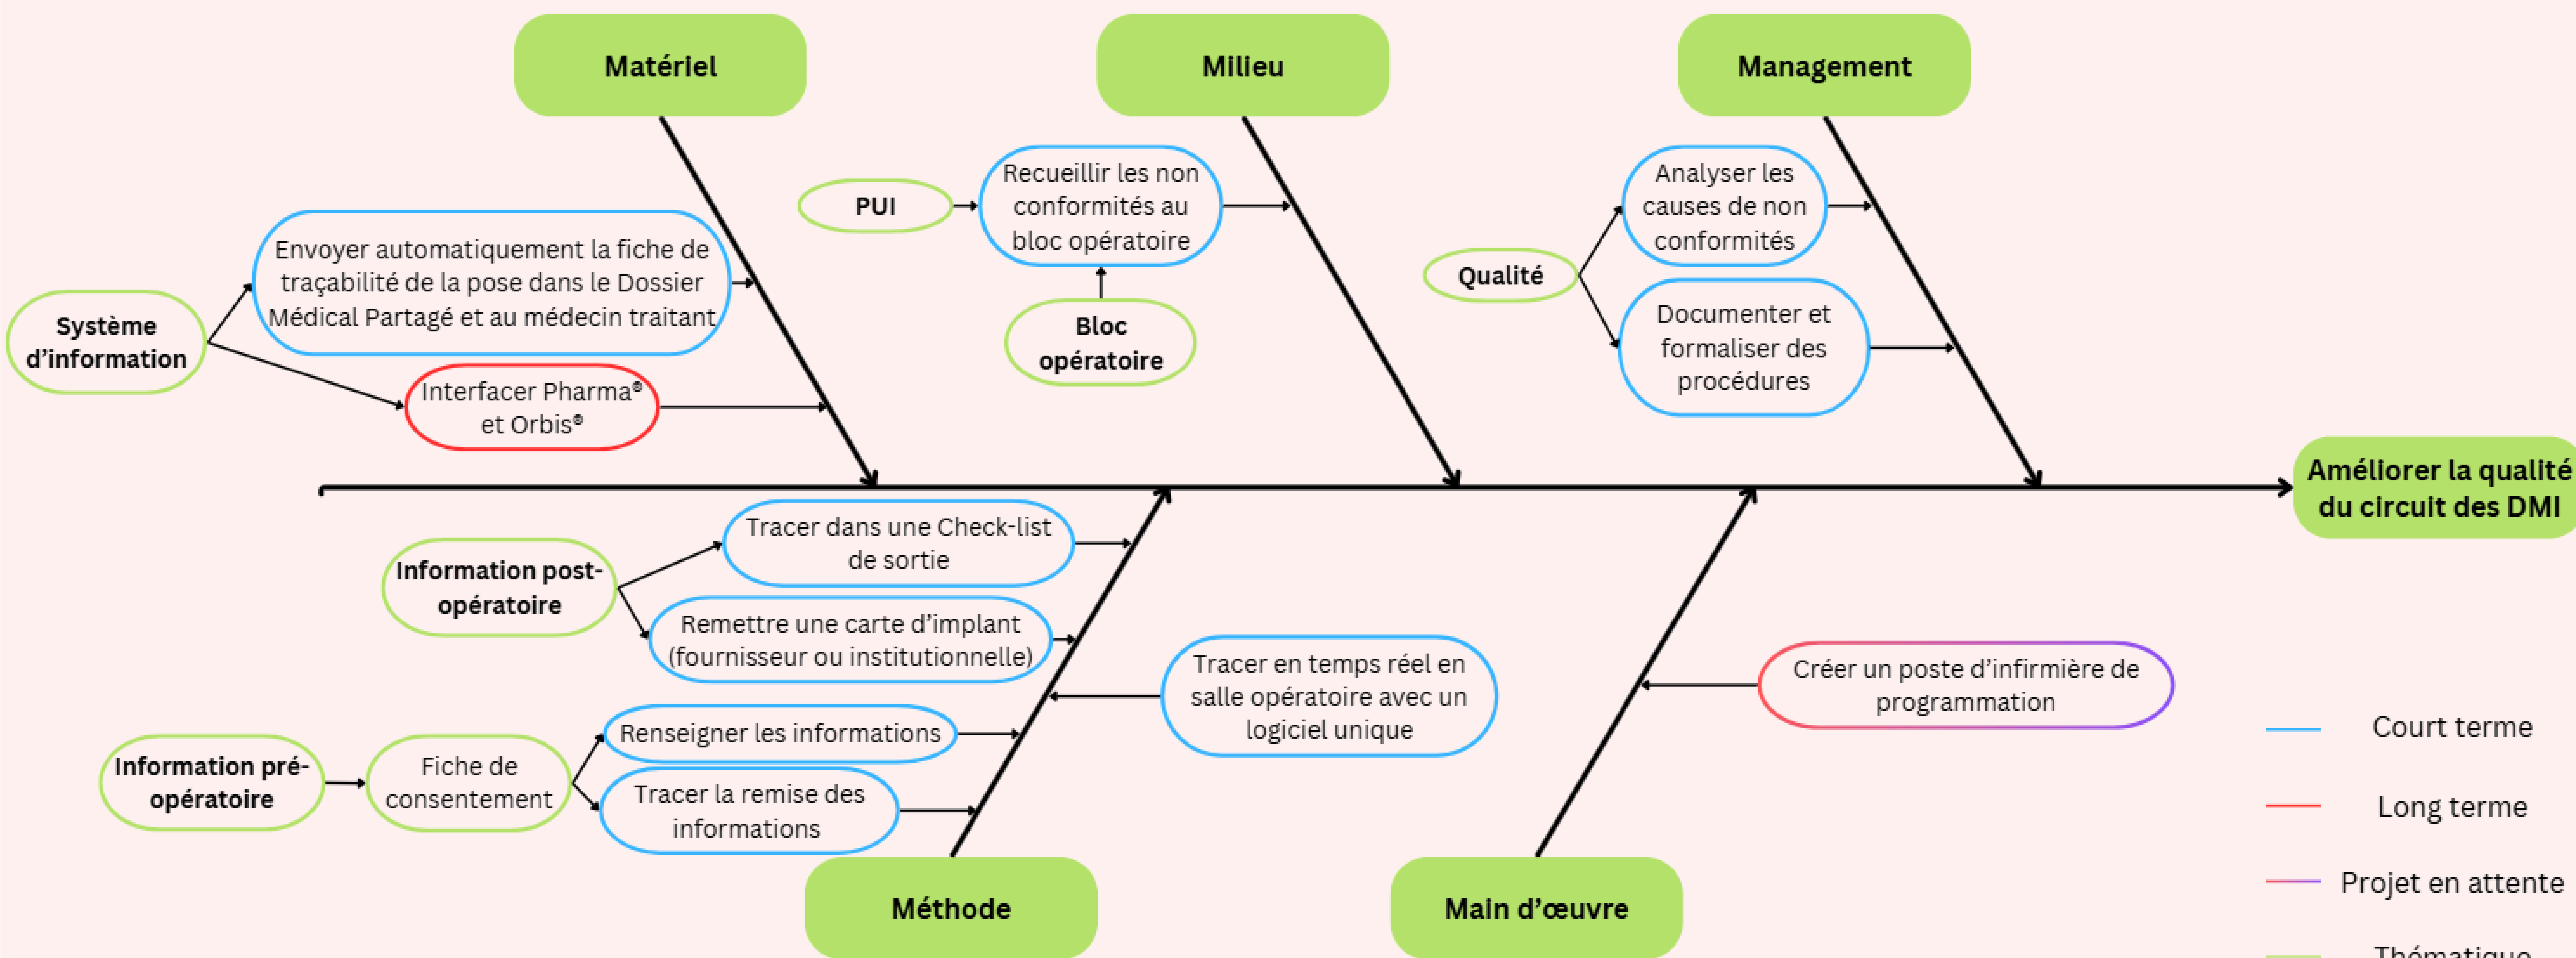 Matériel
Milieu
Management
Envoyer automatiquement la fiche de
traçabilité de la pose dans le Dossier
Médical Partagé et au médecin traitant
Système
d’information
Interfacer Pharma®
et Orbis®
PUI
Recueillir les non
conformités au
bloc opératoire
Bloc
opératoire
Qualité
Analyser les
causes de non
conformités
Documenter et
formaliser des
procédures
Améliorer la qualité
du circuit des DMI
Information post-
opératoire
Tracer dans une Check-list
de sortie
Remettre une carte d’implant
(fournisseur ou institutionnelle)
Information pré-
opératoire
Fiche de
consentement
Renseigner les informations
Tracer la remise des
informations
Tracer en temps réel en
salle opératoire avec un
logiciel unique
Créer un poste d’infirmière de
programmation
Méthode
Main d’œuvre
Court terme
Long terme
Projet en attente
Thématique